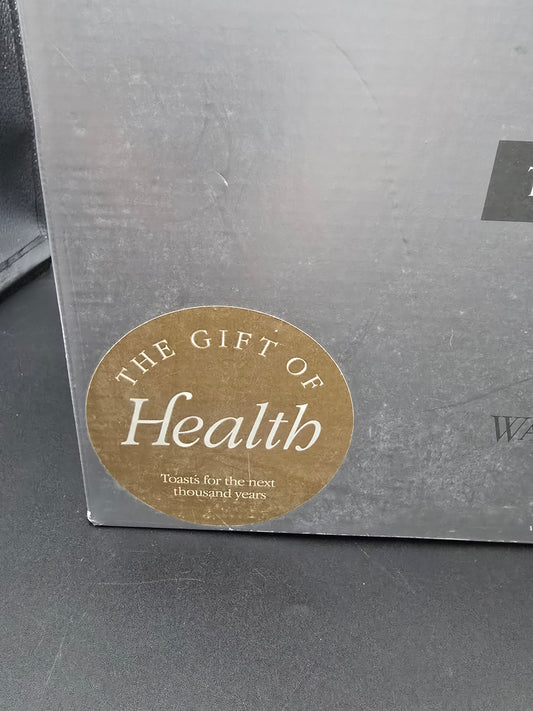 THE GIFT OF
Health
Toasts for the next
thousand years